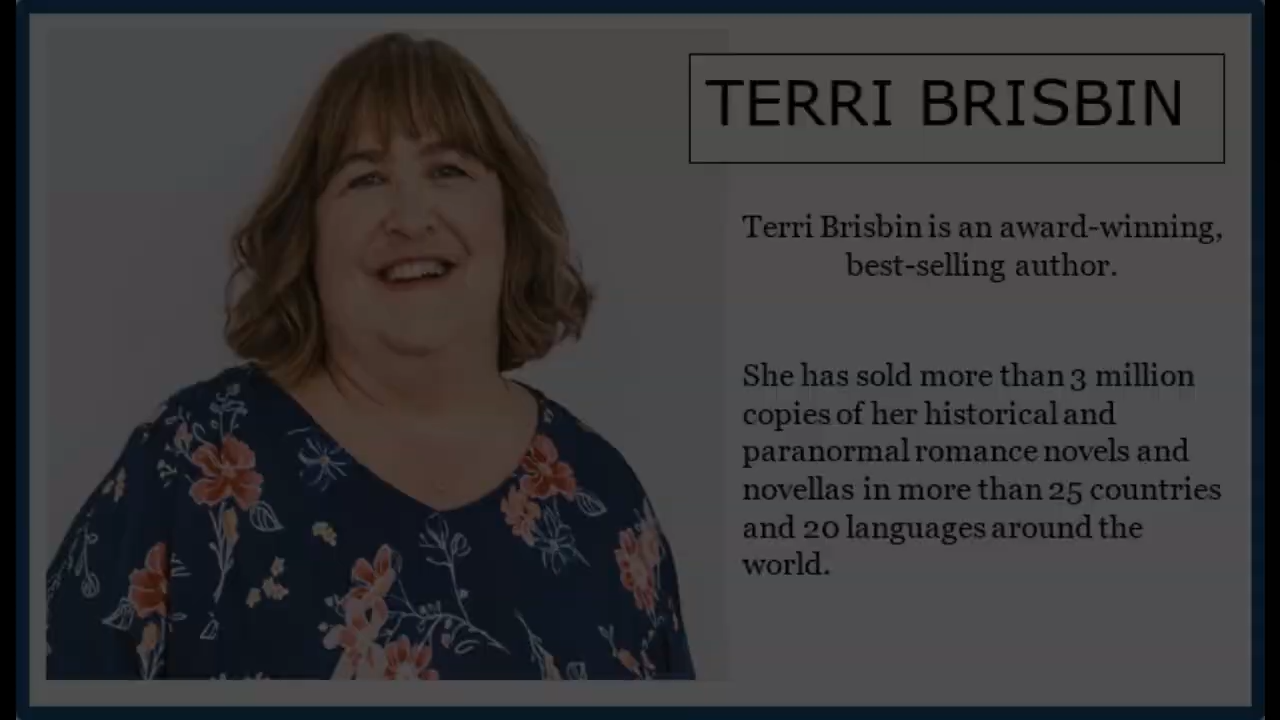 TERRI BRISBIN
Terri Brisbin is an award-winning,
best-selling author.
She has sold more than 3 million
copies of her historical and
paranormal romance novels and
novellas in more than 25 countries
and 20 languages around the
world.